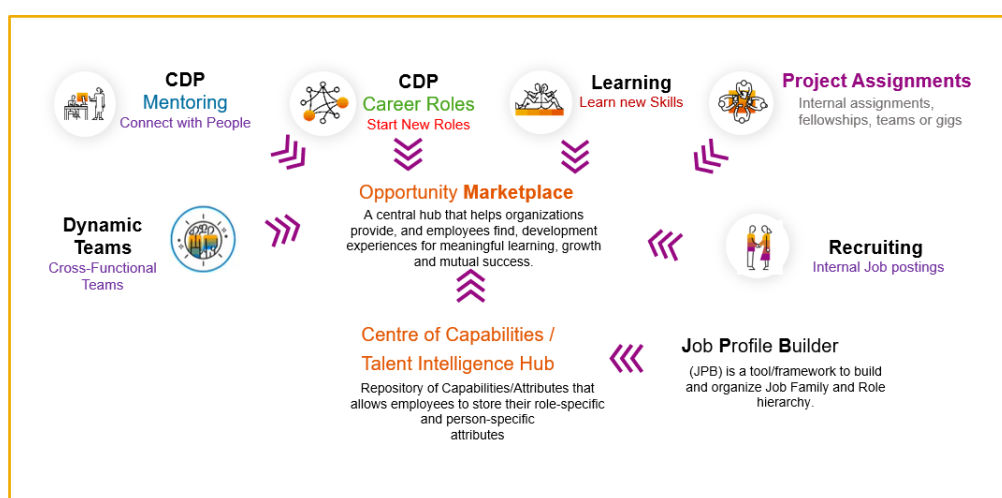 CDP
Mentoring
Connect with People
CDP
Career Roles
Start New Roles
Learning
Learn new Skills
Project Assignments
Internal assignments,
fellowships, teams or gigs
Opportunity Marketplace
A central hub that helps organizations
provide, and employees find, development
experiences for meaningful learning, growth
and mutual success.
Dynamic
Teams
Cross-Functional
Teams
Recruiting
Internal Job postings
Centre of Capabilities /
Talent Intelligence Hub
Repository of Capabilities/Attributes that
allows employees to store their role-specific
and person-specific
attributes
Job Profile Builder
(JPB) is a tool/framework to build
and organize Job Family and Role
hierarchy.